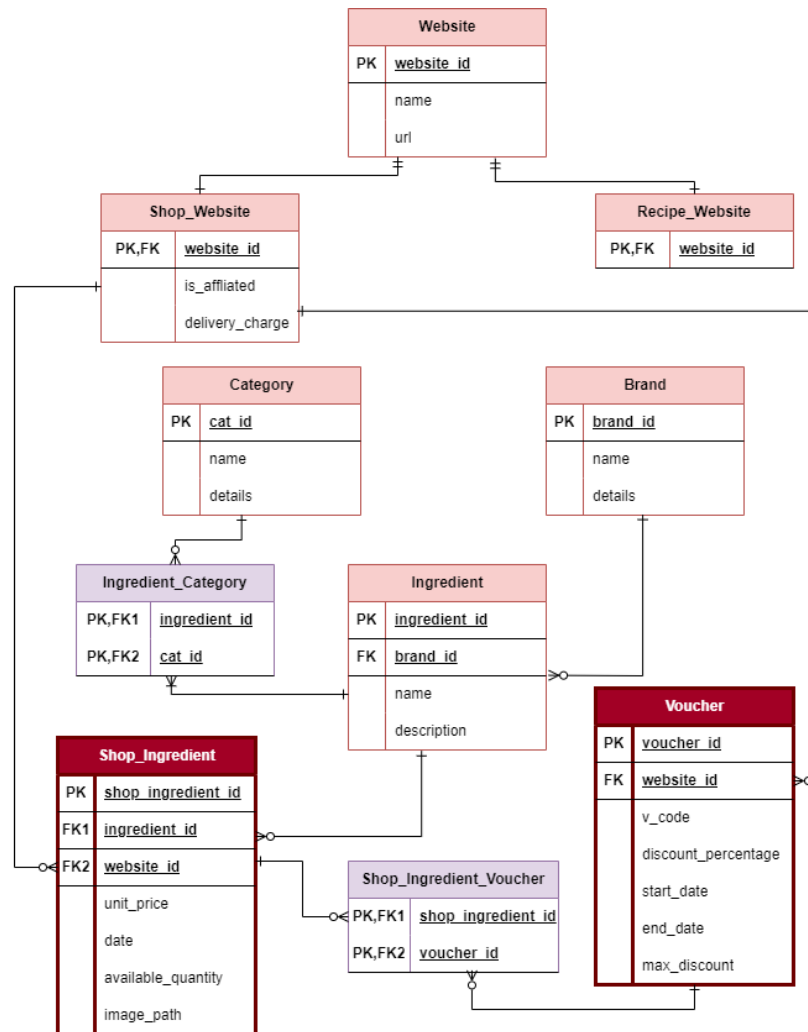 Website
PK website_id
name
url
Shop_Website
PK,FK website_id
is_affliated
delivery_charge
Recipe_Website
PK,FK website_id
Category
PK cat_id
name
details
Brand
PK brand_id
name
details
Ingredient_Category
PK,FK1 ingredient_id
PK,FK2 cat_id
Ingredient
PK ingredient_id
FK brand_id
name
description
Voucher
PK voucher_id
FK website_id
v_code
discount_percentage
start_date
end_date
max_discount
Shop_Ingredient
PK shop_ingredient_id
FK1 ingredient_id
FK2 website_id
unit_price
date
available_quantity
image_path
Shop_Ingredient_Voucher
PK,FK1 shop_ingredient_id
PK,FK2 voucher_id